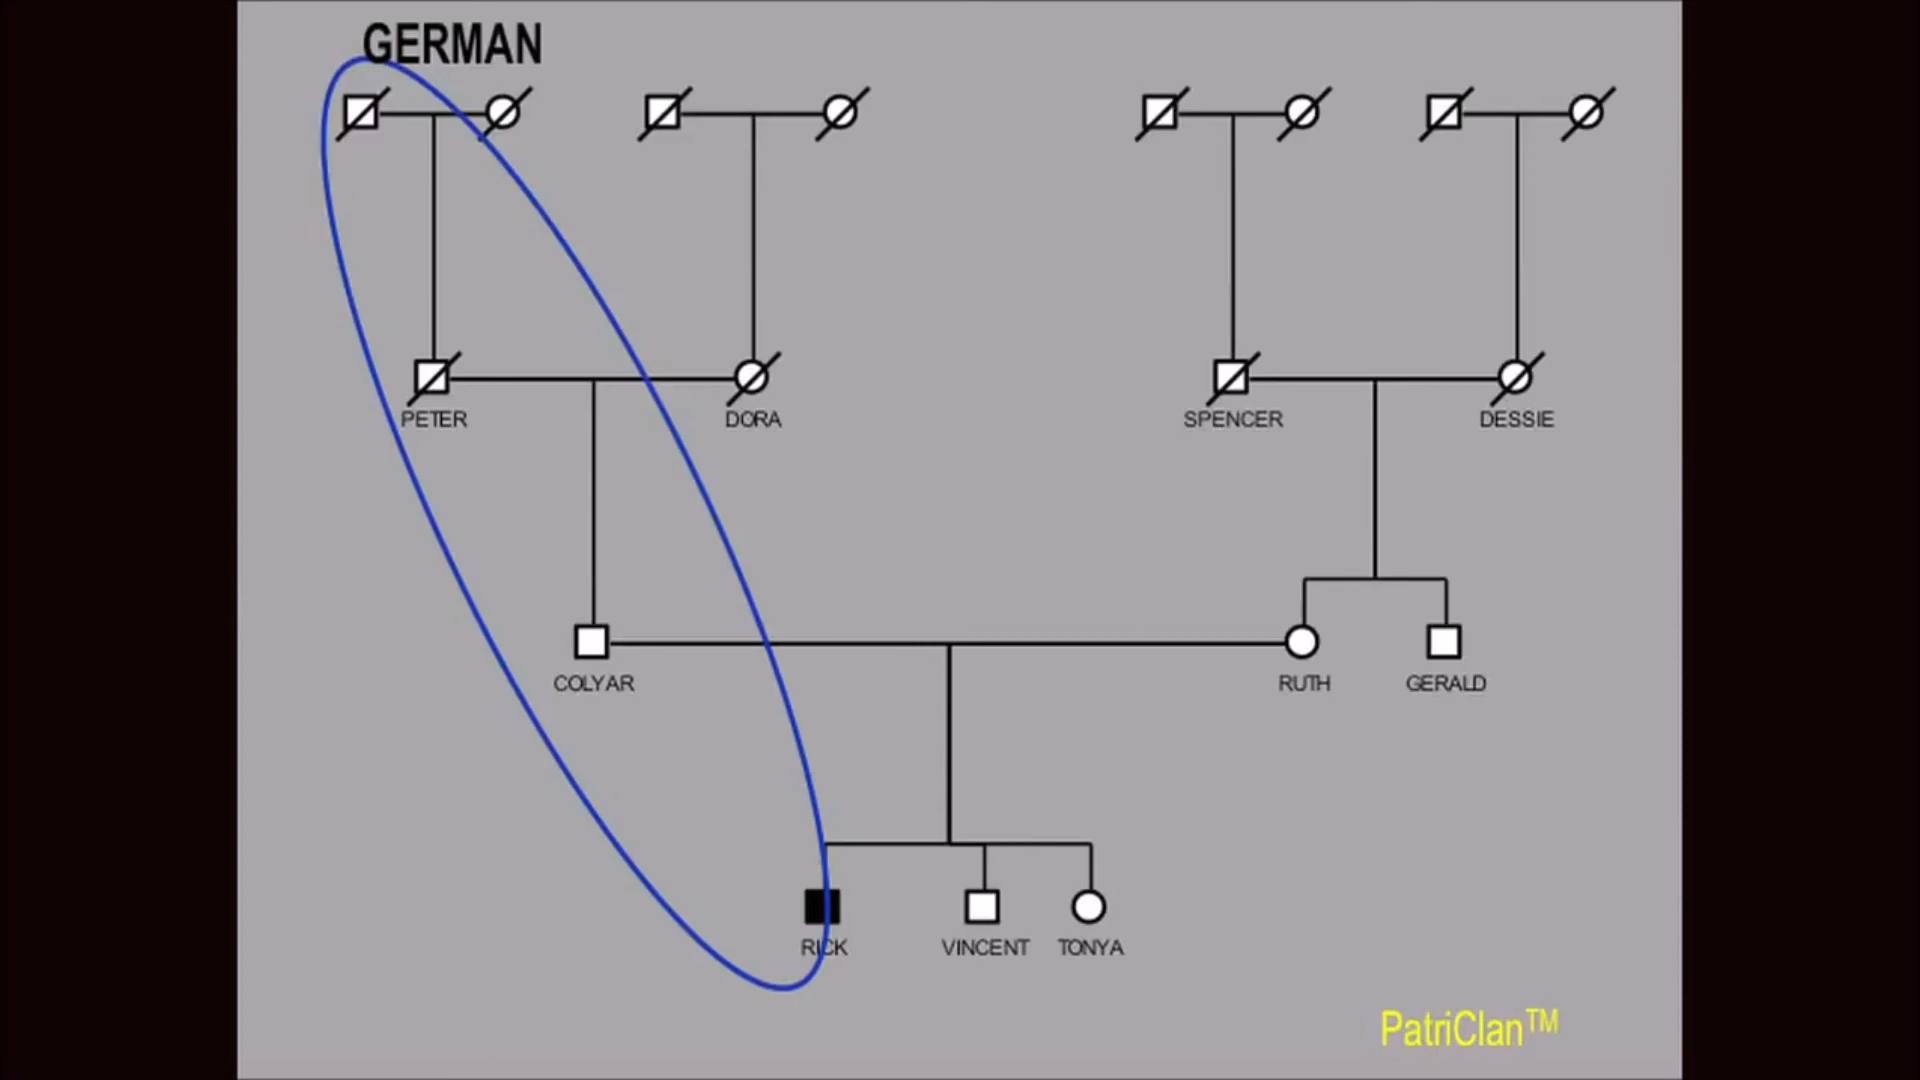 GERMAN
PETER
DORA
SPENCER
DESSIE
COLYAR
RUTH
GERALD
RICK
VINCENT
TONYA
PatriClan™